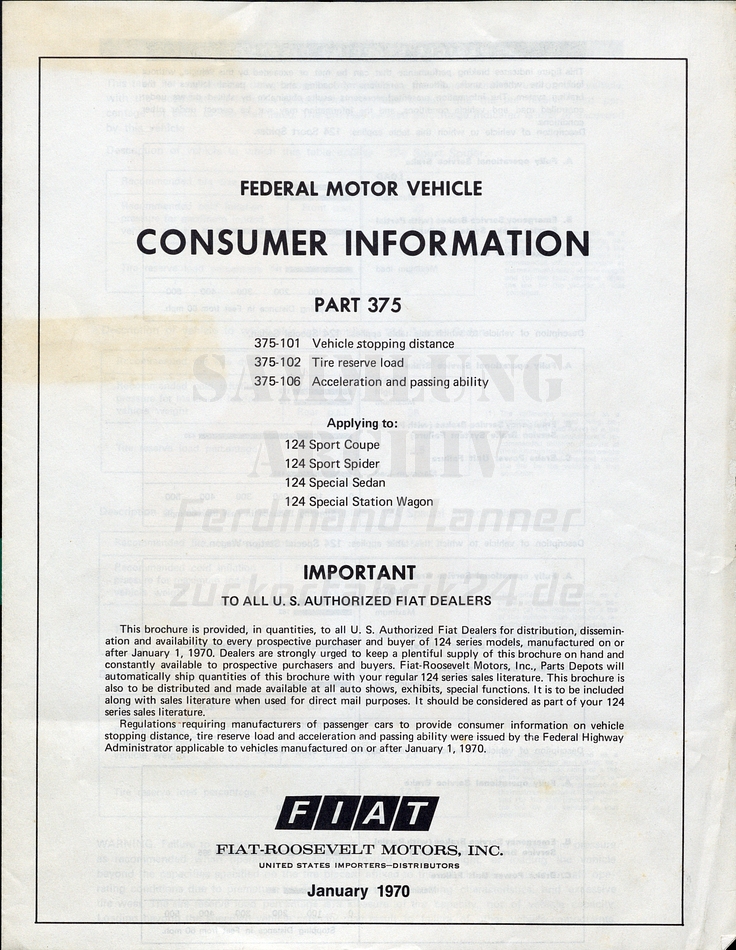 FEDERAL MOTOR VEHICLE
CONSUMER INFORMATION
PART 375
375-101 Vehicle stopping distance
375-102 Tire reserve load
375-106 Acceleration and passing ability
SAMMLUNG
Applying to:
124 Sport Coupe
ARCHIV
124 Sport Spider
124 Special Sedan
124 Special Station Wagon
Ferdinand Lanner
IMPORTANT
zuckerfabrik24.de
TO ALL U. S. AUTHORIZED FIAT DEALERS
This brochure is provided, in quantities, to all U. S. Authorized Fiat Dealers for distribution, dissemin-
ation and availability to every prospective purchaser and buyer of 124 series models, manufactured on or
after January 1, 1970. Dealers are strongly urged to keep a plentiful supply of this brochure on hand and
constantly available to prospective purchasers and buyers. Fiat-Roosevelt Motors, Inc., Parts Depots will
automatically ship quantities of this brochure with your regular 124 series sales literature. This brochure is
also to be distributed and made available at all auto shows, exhibits, special functions. It is to be included
along with sales literature when used for direct mail purposes. It should be considered as part of your 124
series sales literature.
Regulations requiring manufacturers of passenger cars to provide consumer information on vehicle
stopping distance, tire reserve load and acceleration and passing ability were issued by the Federal Highway
Administrator applicable to vehicles manufactured on or after January 1, 1970.
FIAT
FIAT-ROOSEVELT MOTORS, INC.
UNITED STATES IMPORTERS—DISTRIBUTORS
January 1970